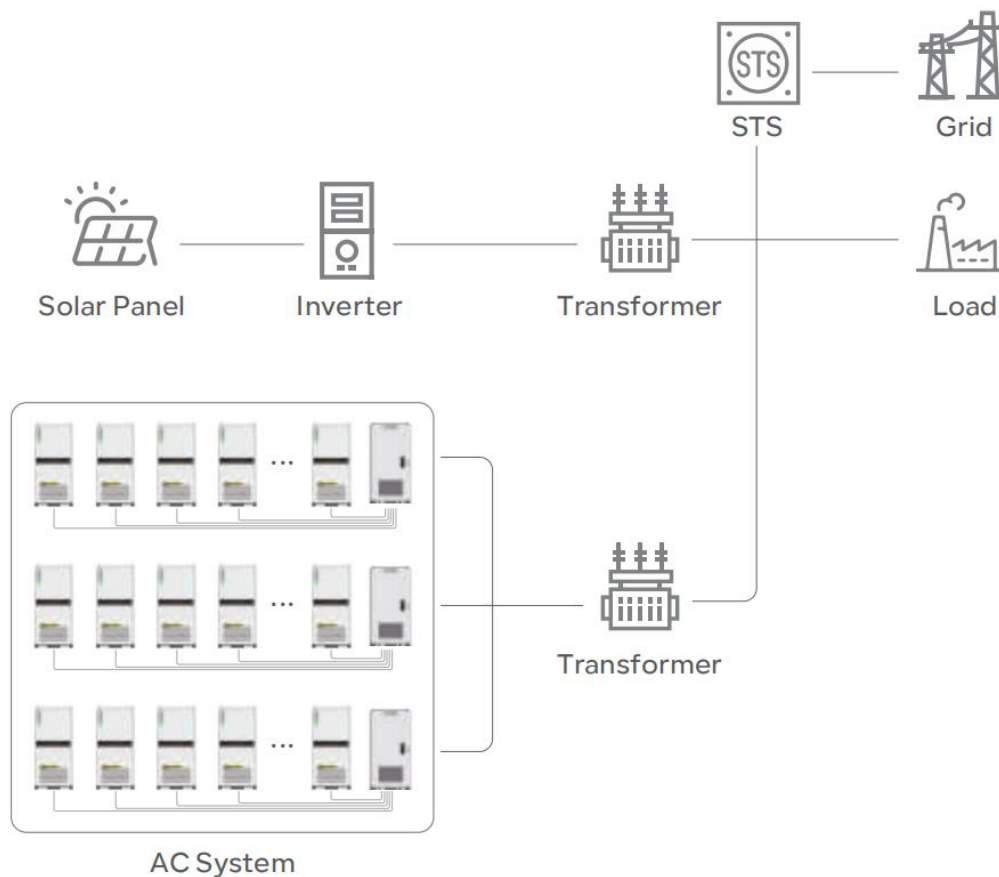 STS
STS
Grid
Solar Panel
Inverter
Transformer
Load
...
...
...
Transformer
AC System